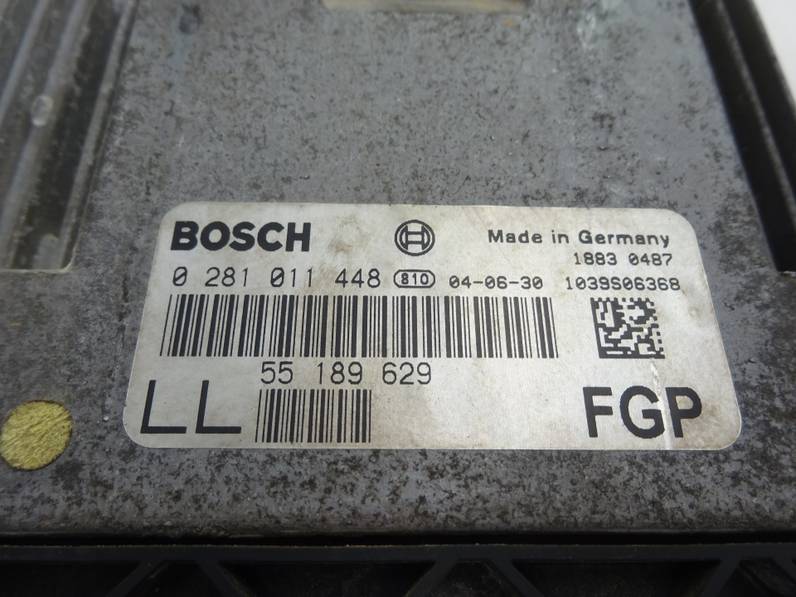 BOSCH
Made in Germany
1883 0487
0 281 011 448 810 04-06-30 1039S06368
55 189 629
LL
FGP